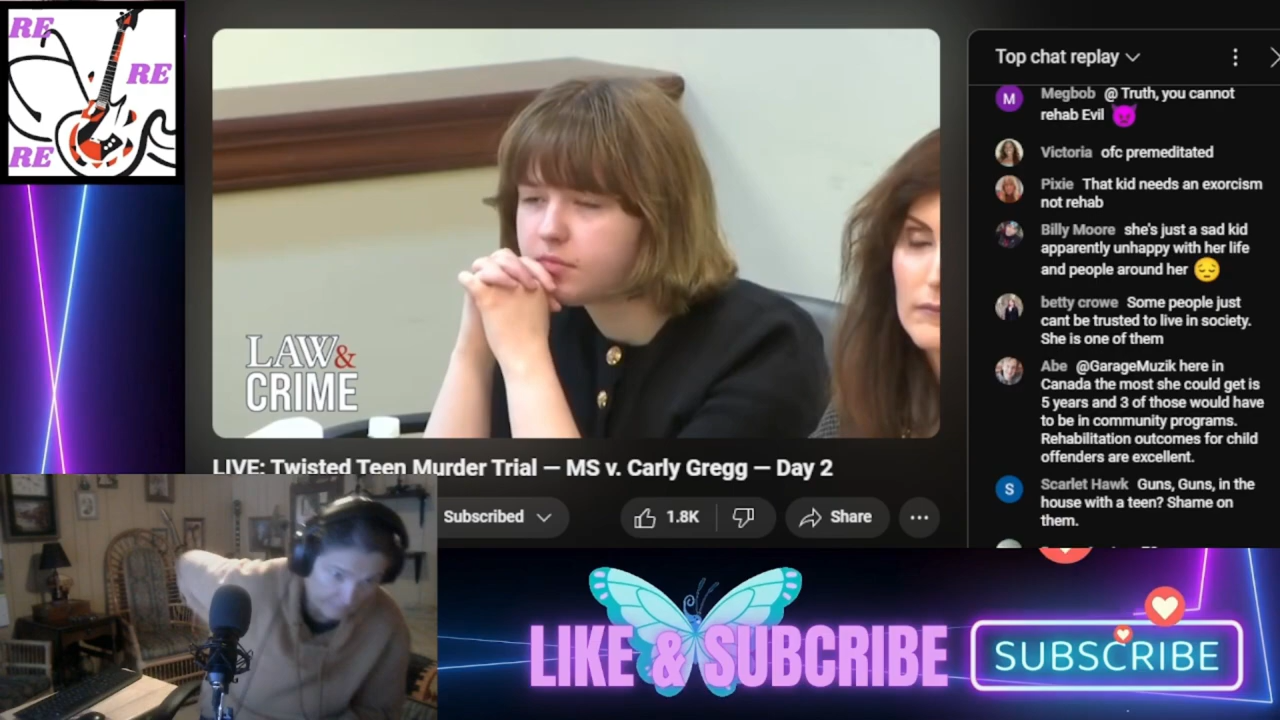 RE
RE
RE
LAW&
CRIME
LIVE: Twisted Teen Murder Trial — MS v. Carly Gregg — Day 2
Subscribed
1.8K
Share
Top chat replay
M
Megbob @ Truth, you cannot
rehab Evil 😈
Victoria ofc premeditated
Pixie That kid needs an exorcism
not rehab
Billy Moore she's just a sad kid
apparently unhappy with her life
and people around her 😔
betty crowe Some people just
cant be trusted to live in society.
She is one of them
Abe @GarageMuzik here in
Canada the most she could get is
5 years and 3 of those would have
to be in community programs.
Rehabilitation outcomes for child
offenders are excellent.
S
Scarlet Hawk Guns, Guns, in the
house with a teen? Shame on
them.
LIKE & SUBCRIBE
SUBSCRIBE